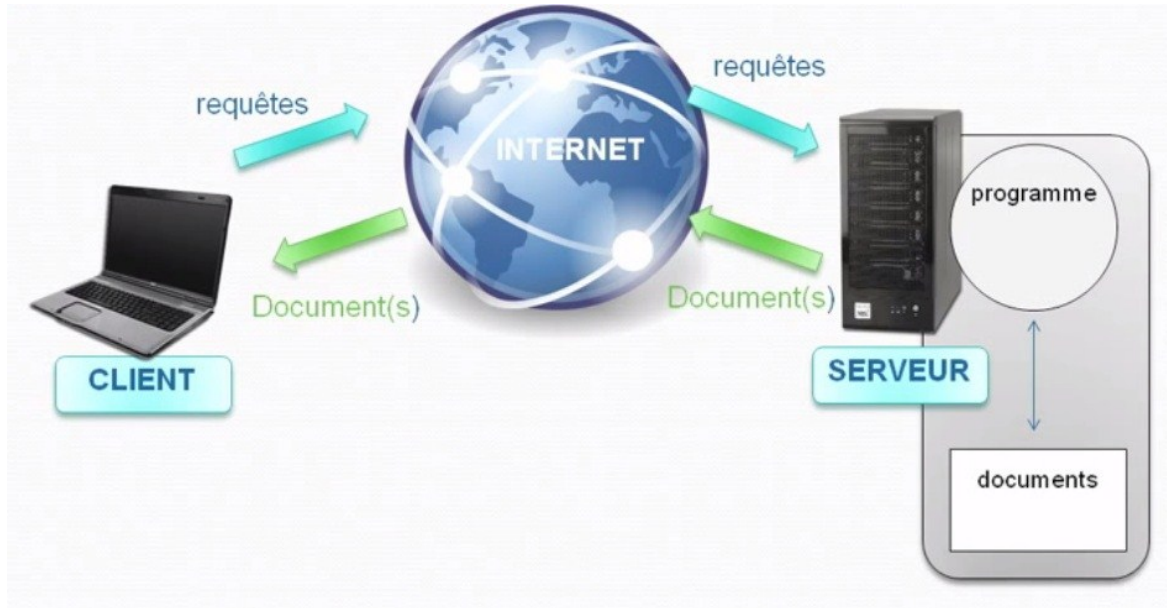 requêtes
requêtes
INTERNET
programme
Document(s)
Document(s)
CLIENT
SERVEUR
documents